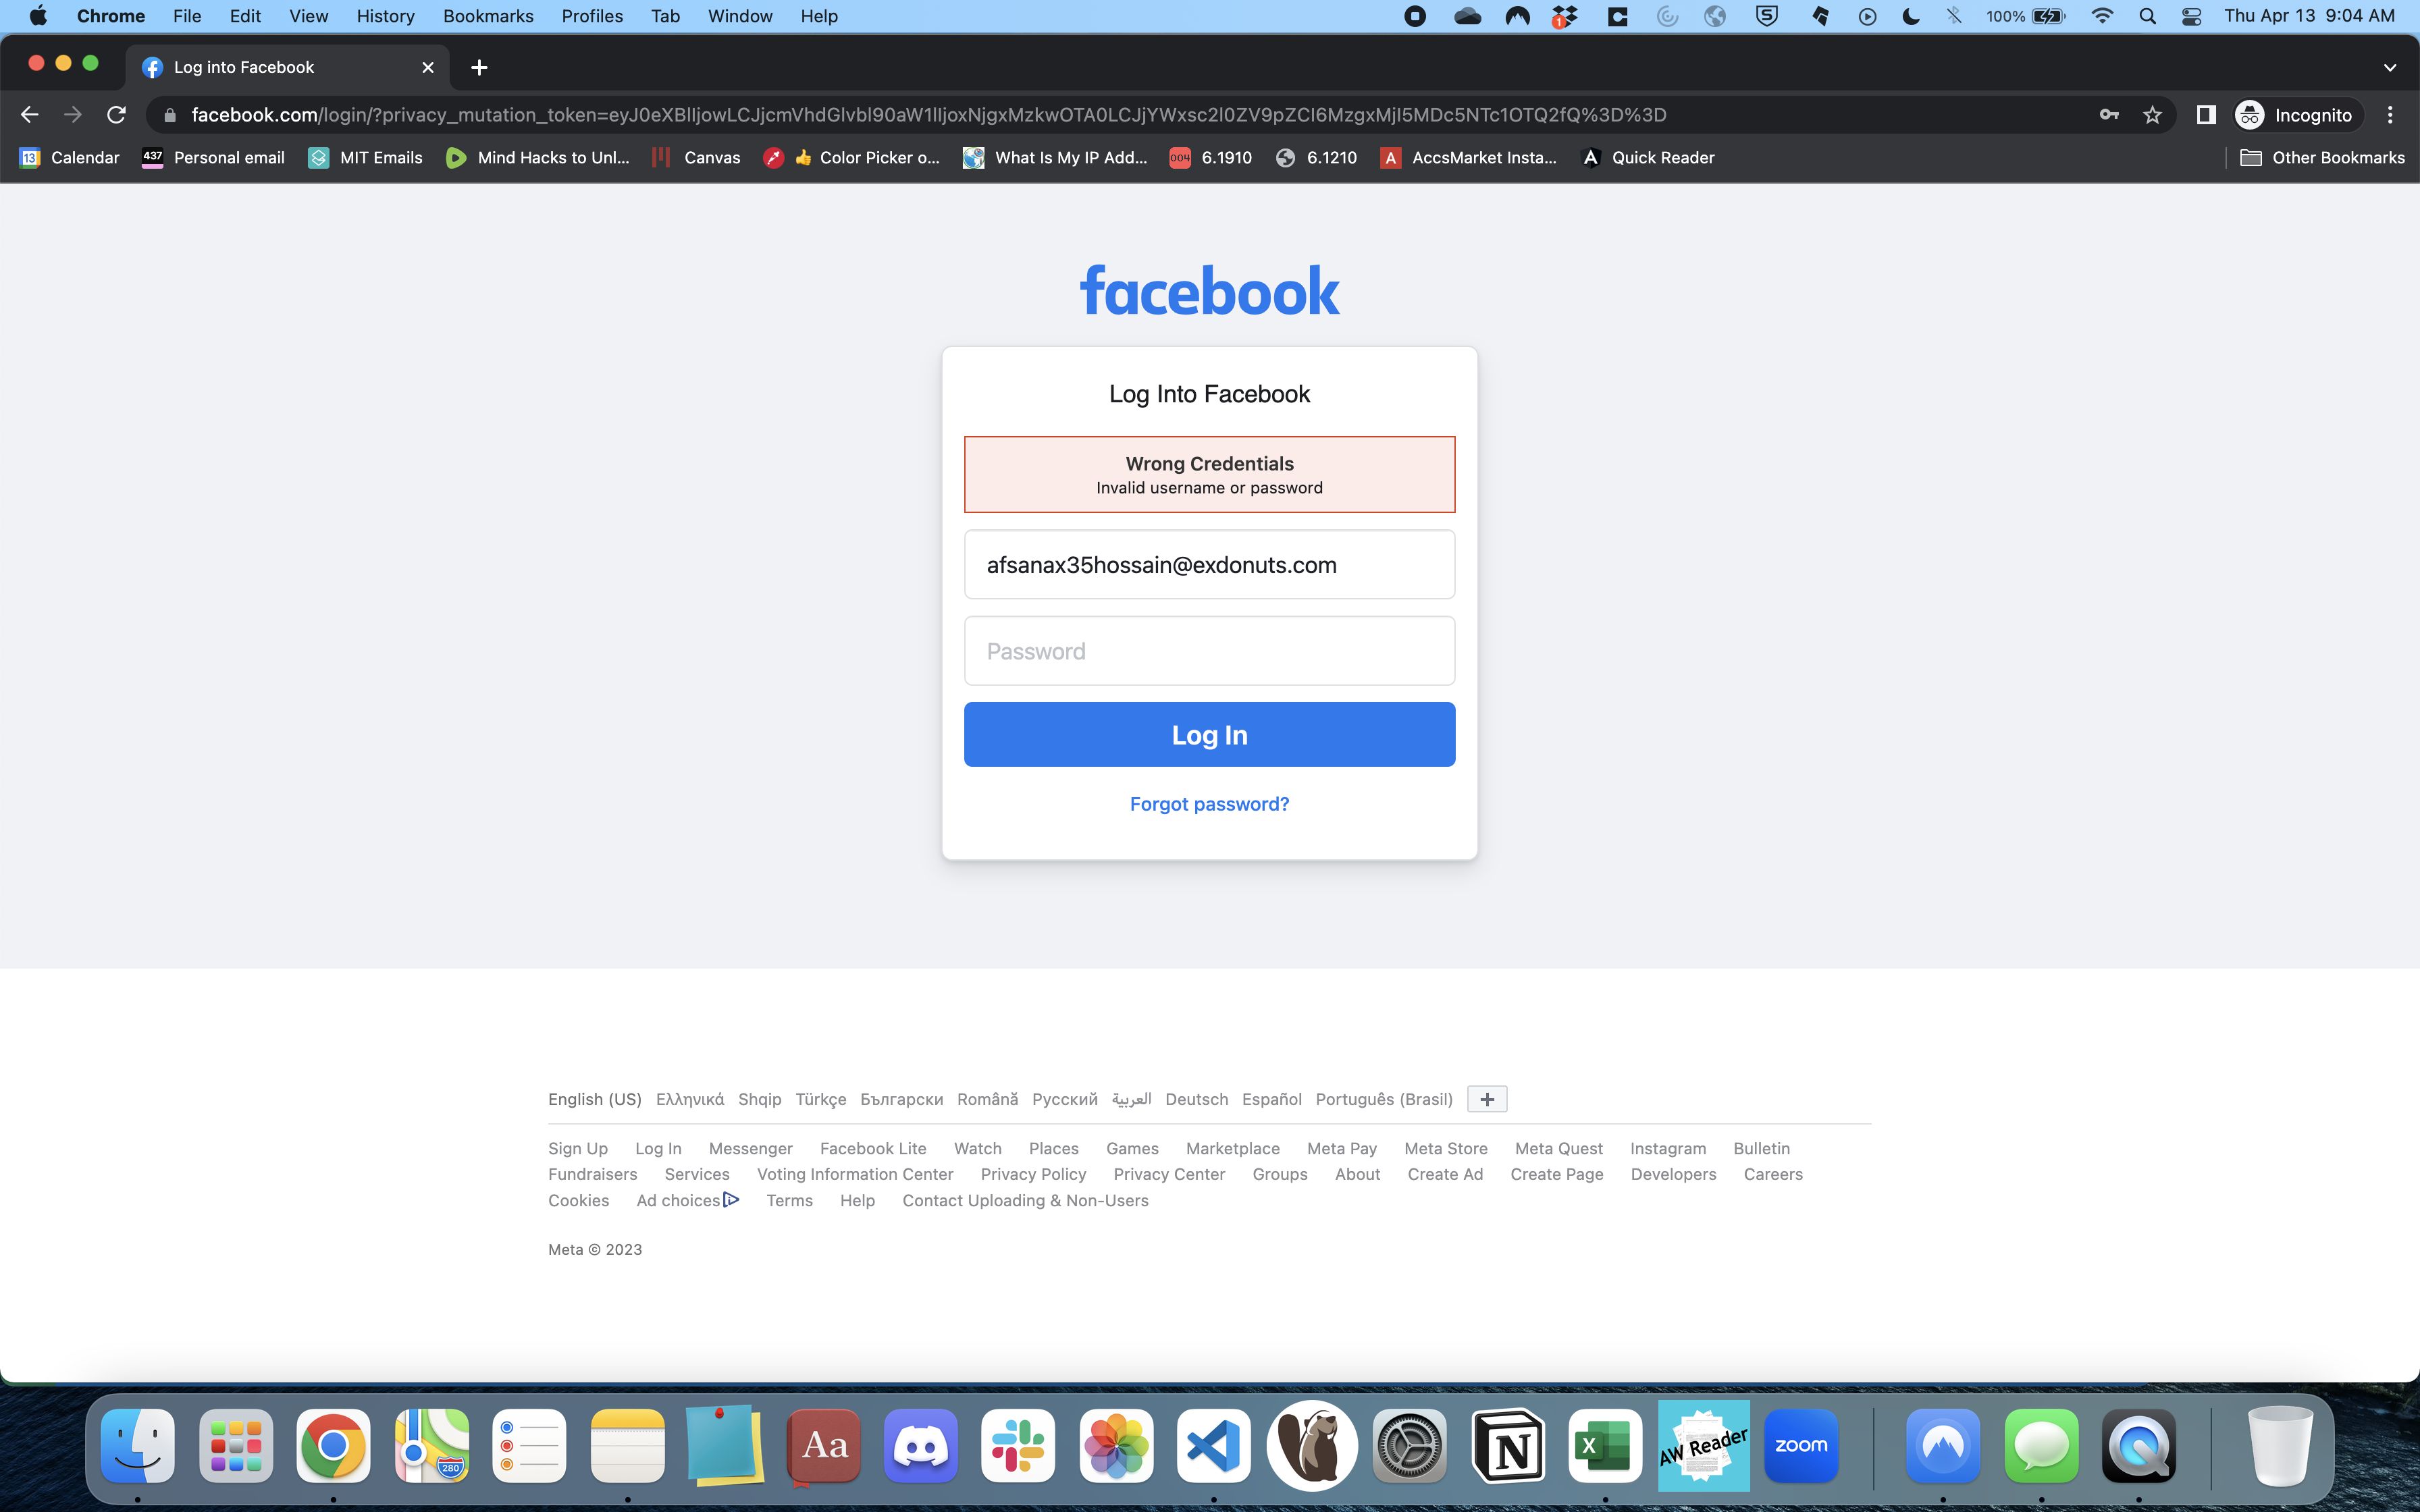 Chrome File Edit View History Bookmarks Profiles Tab Window Help 1 100% Thu Apr 13 9:04 AM
Log into Facebook
facebook.com/login/?privacy_mutation_token=eyJ0eXBlIjowLCJjcmVhdGlvbl90aW1lIjoxNjgxMzkwOTA0LCJjYWxsc2l0ZV9pZCI6MzgxMjI5MDc5NTc1OTQ2fQ%3D%3D Incognito
13 Calendar 437 Personal email MIT Emails Mind Hacks to Unl... Canvas 👍 Color Picker o... What Is My IP Add... 004 6.1910 6.1210 A AccsMarket Insta... A Quick Reader Other Bookmarks
facebook
Log Into Facebook
Wrong Credentials
Invalid username or password
afsanax35hossain@exdonuts.com
Password
Log In
Forgot password?
English (US) Ελληνικά Shqip Türkçe Български Română Русский العربية Deutsch Español Português (Brasil) +
Sign Up Log In Messenger Facebook Lite Watch Places Games Marketplace Meta Pay Meta Store Meta Quest Instagram Bulletin
Fundraisers Services Voting Information Center Privacy Policy Privacy Center Groups About Create Ad Create Page Developers Careers
Cookies Ad choices Terms Help Contact Uploading & Non-Users
Meta © 2023
280 Aa N X AW Reader zoom